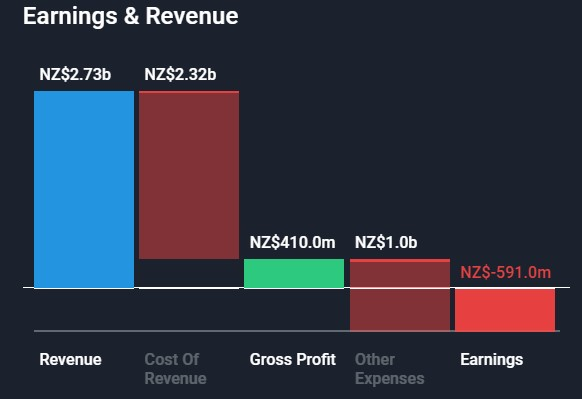 Earnings & Revenue
NZ$2.73b
NZ$2.32b
NZ$410.0m
NZ$1.0b
NZ$-591.0m
Revenue
Cost Of
Revenue
Gross Profit
Other
Expenses
Earnings